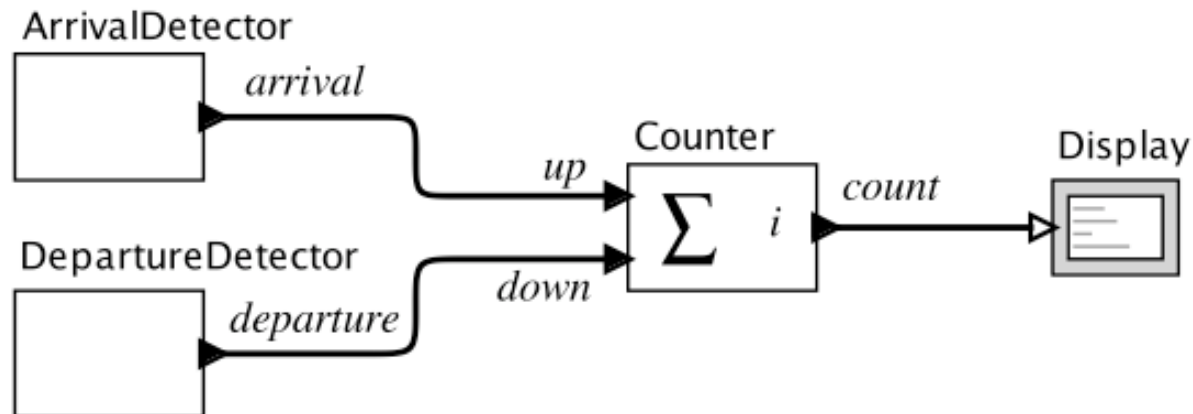 ArrivalDetector
arrival
Counter
Display
up
count
∑ i
DepartureDetector
down
departure